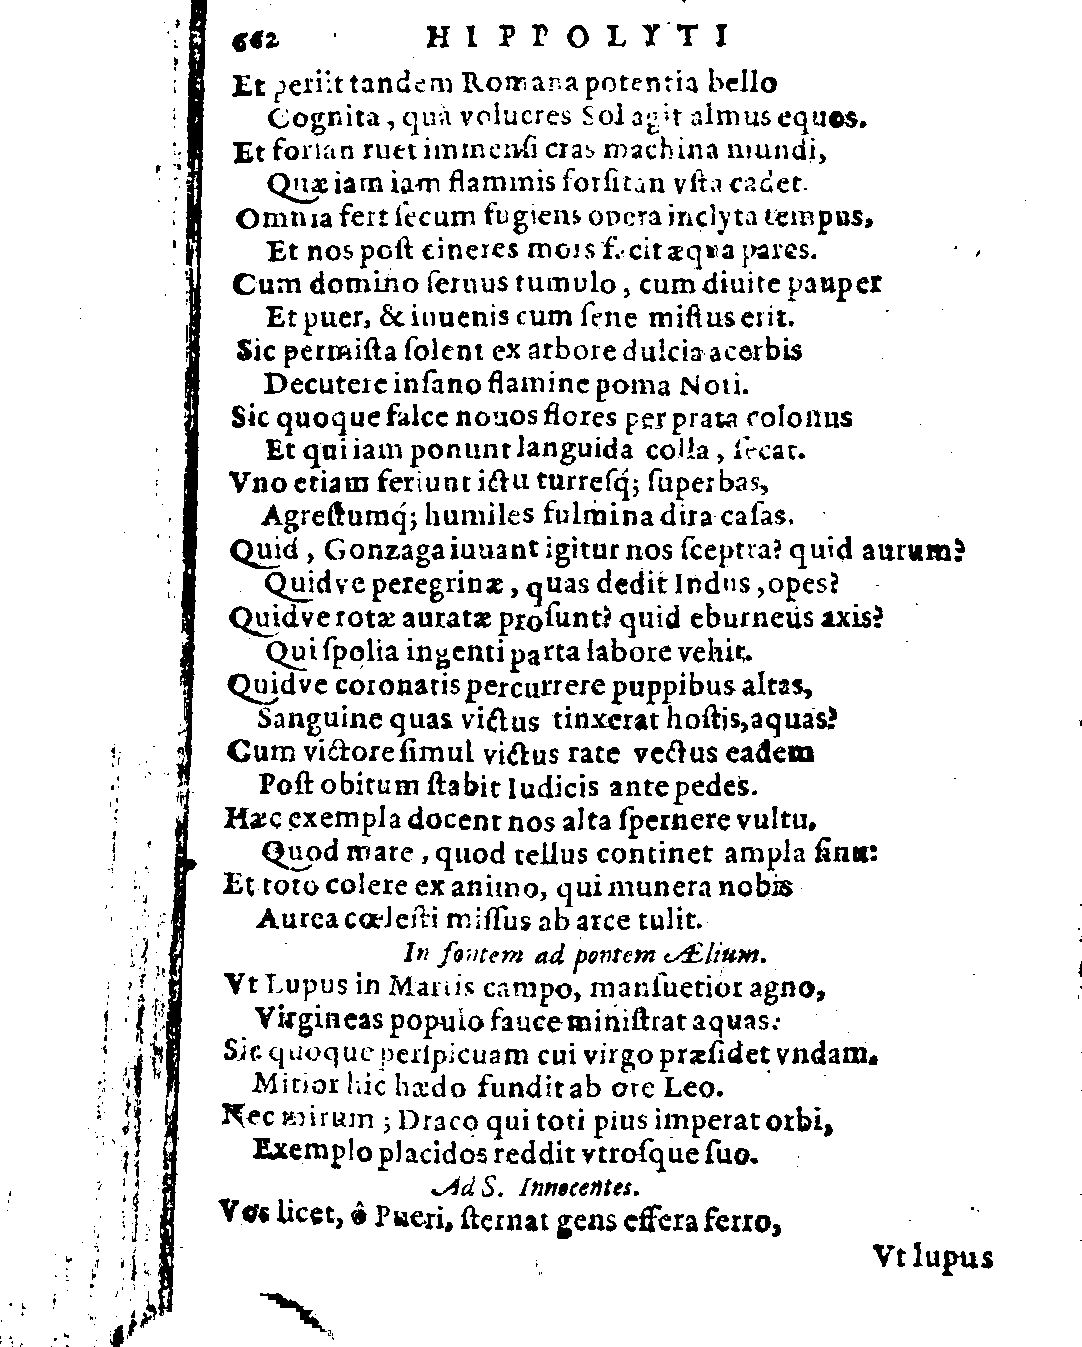 662 HIPPOLYTI
Et periit tandem Romana potentia bello
Cognita, quà volucres Sol agit almus equos.
Et forſan ruet immenſi cras machina mundi,
Quæ iam iam flammis forſitan vſta cadet.
Omnia fert ſecum fugiens opera inclyta tempus,
Et nos poſt cineres mors fecit æqua pares.
Cum domino ſeruus tumulo, cum diuite pauper
Et puer, & iuuenis cum ſene miſtus erit.
Sic permiſta ſolent ex arbore dulcia acerbis
Decutere inſano flamine poma Noti.
Sic quoque falce nouos flores per prata colonus
Et qui iam ponunt languida colla, ſecat.
Vno etiam feriunt ictu turreſq́; ſuperbas,
Agreſtumq́; humiles fulmina dira caſas.
Quid, Gonzaga iuuant igitur nos ſceptra? quid aurum?
Quidve peregrinæ, quas dedit Indus, opes?
Quidve rotæ auratæ proſunt? quid eburneus axis?
Qui ſpolia ingenti parta labore vehit.
Quidve coronatis percurrere puppibus altas,
Sanguine quas victus tinxerat hoſtis, aquas?
Cum victore ſimul victus rate vectus eadem
Poſt obitum ſtabit Iudicis ante pedes.
Hæc exempla docent nos alta ſpernere vultu,
Quod mare, quod tellus continet ampla ſinu:
Et toto colere ex animo, qui munera nobis
Aurea cœleſti miſſus ab arce tulit.
In fontem ad pontem Ælium.
Vt Lupus in Martis campo, manſuetior agno,
Virgineas populo fauce miniſtrat aquas:
Sic quoque perſpicuam cui virgo præſidet vndam,
Mitior hic hædo fundit ab ore Leo.
Nec mirum; Draco qui toti pius imperat orbi,
Exemplo placidos reddit vtroſque ſuo.
Ad S. Innocentes.
Vos licet, ô Pueri, ſternat gens effera ferro,
Vt lupus